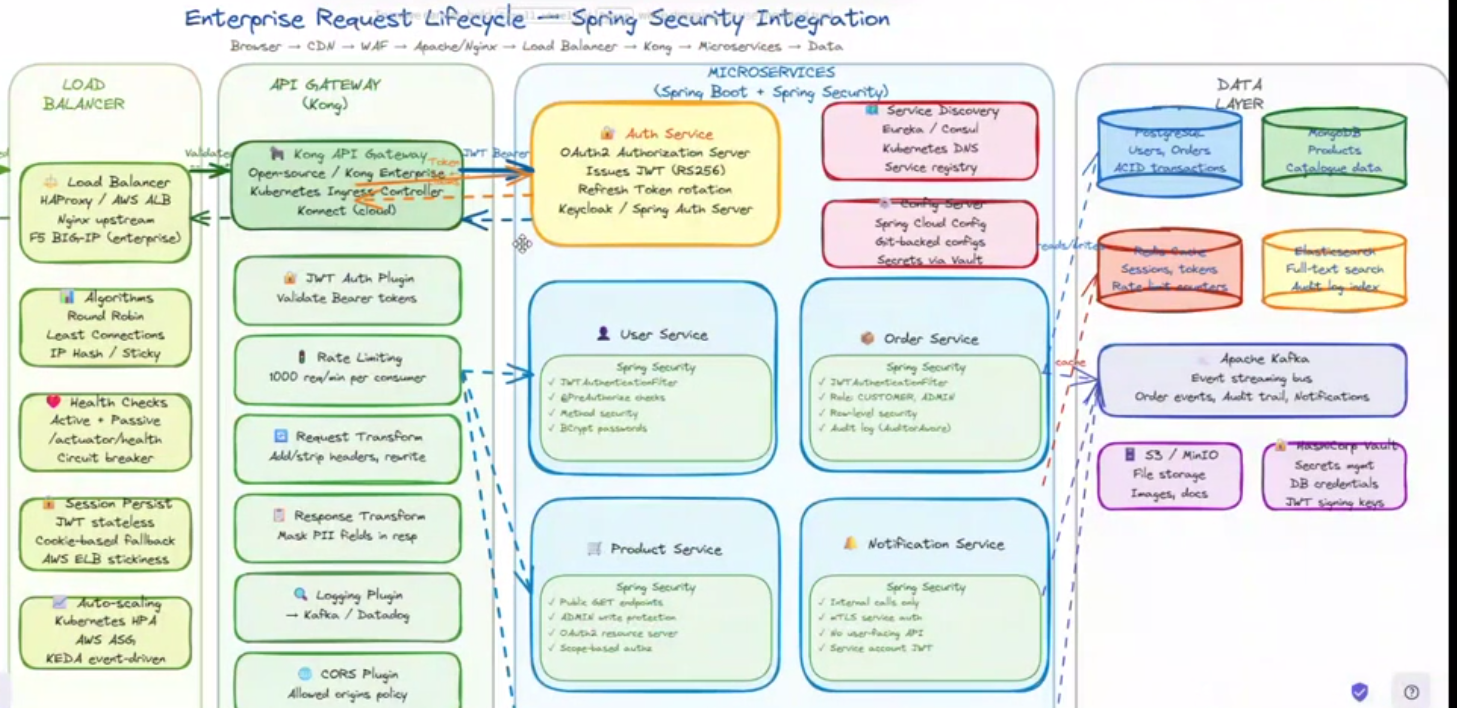 Enterprise Request Lifecycle — Spring Security Integration
Browser → CDN → WAF → Apache/Nginx → Load Balancer → Kong → Microservices → Data
LOAD
BALANCER
Load Balancer
HAProxy / AWS ALB
Nginx upstream
F5 BIG-IP (enterprise)
Algorithms
Round Robin
Least Connections
IP Hash / Sticky
Health Checks
Active + Passive
/actuator/health
Circuit breaker
Session Persist
JWT stateless
Cookie-based fallback
AWS ELB stickiness
Auto-scaling
Kubernetes HPA
AWS ASG
KEDA event-driven
Validated
API GATEWAY
(Kong)
Kong API Gateway
Open-source / Kong Enterprise
Kubernetes Ingress Controller
Konnect (cloud)
Token
JWT Bearer
JWT Auth Plugin
Validate Bearer tokens
Rate Limiting
1000 req/min per consumer
Request Transform
Add/strip headers, rewrite
Response Transform
Mask PII fields in resp
Logging Plugin
→ Kafka / Datadog
CORS Plugin
Allowed origins policy
MICROSERVICES
(Spring Boot + Spring Security)
Auth Service
OAuth2 Authorization Server
Issues JWT (RS256)
Refresh Token rotation
Keycloak / Spring Auth Server
Service Discovery
Eureka / Consul
Kubernetes DNS
Service registry
Config Server
Spring Cloud Config
Git-backed configs
Secrets via Vault
User Service
Spring Security
✓ JWTAuthenticationFilter
✓ @PreAuthorize checks
✓ Method security
✓ BCrypt passwords
Order Service
Spring Security
✓ JWTAuthenticationFilter
✓ Role: CUSTOMER, ADMIN
✓ Row-level security
✓ Audit log (AuditorAware)
Product Service
Spring Security
✓ Public GET endpoints
✓ ADMIN write protection
✓ OAuth2 resource server
✓ Scope-based authz
Notification Service
Spring Security
✓ Internal calls only
✓ mTLS service auth
✓ No user-facing API
✓ Service account JWT
reads/writes
cache
DATA
LAYER
PostgreSQL
Users, Orders
ACID transactions
MongoDB
Products
Catalogue data
Redis Cache
Sessions, tokens
Rate limit counters
Elasticsearch
Full-text search
Audit log index
Apache Kafka
Event streaming bus
Order events, Audit trail, Notifications
S3 / MinIO
File storage
Images, docs
HashiCorp Vault
Secrets mgmt
DB credentials
JWT signing keys